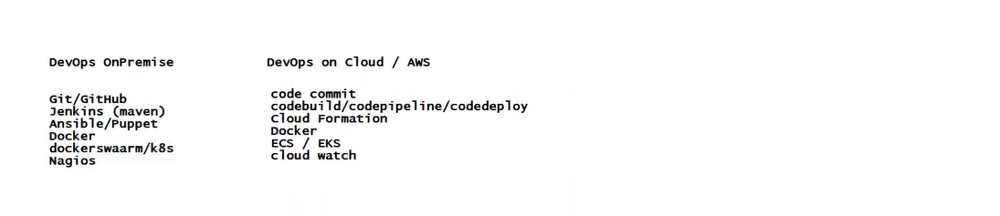 DevOps OnPremise
Git/GitHub
Jenkins (maven)
Ansible/Puppet
Docker
dockerswaarm/k8s
Nagios
DevOps on Cloud / AWS
code commit
codebuild/codepipeline/codedeploy
Cloud Formation
Docker
ECS / EKS
cloud watch